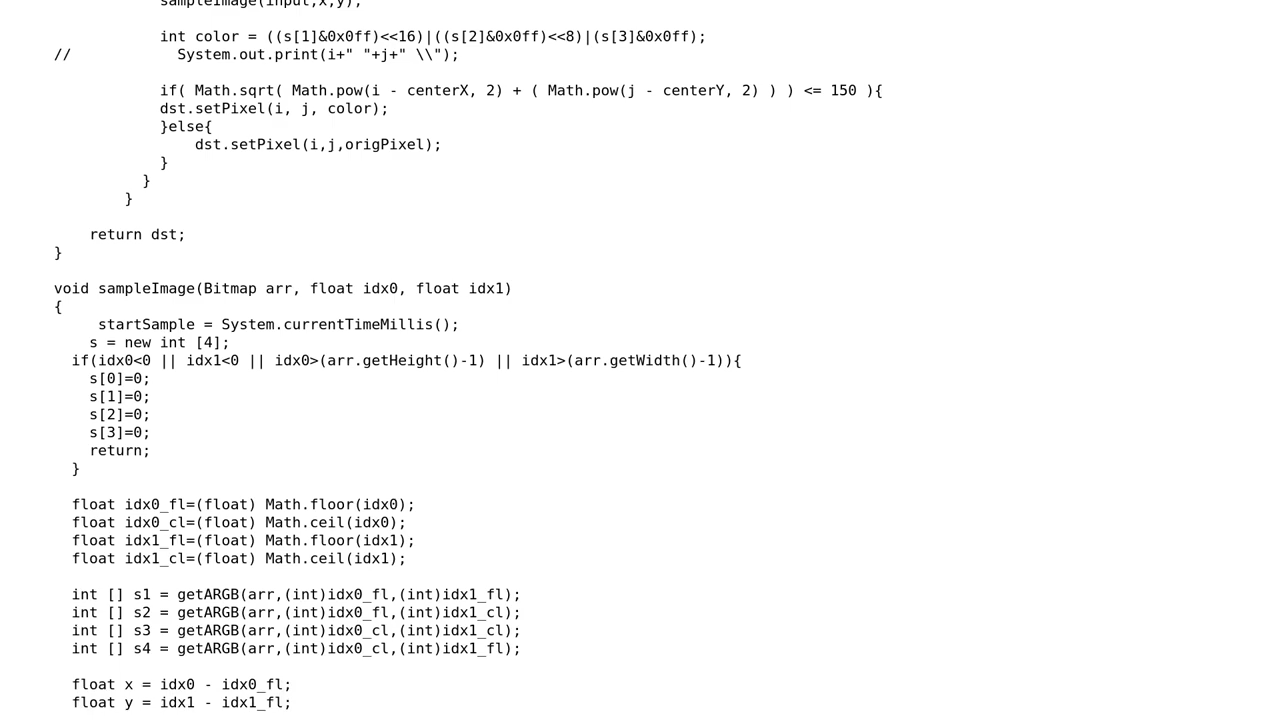 sampleImage(input,x,y);
int color = ((s[1]&0x0ff)<<16)|((s[2]&0x0ff)<<8)|(s[3]&0x0ff);
//            System.out.print(i+" "+j+" \\");
if( Math.sqrt( Math.pow(i - centerX, 2) + ( Math.pow(j - centerY, 2) ) ) <= 150 ){
dst.setPixel(i, j, color);
}else{
dst.setPixel(i,j,origPixel);
}
}
}
return dst;
}
void sampleImage(Bitmap arr, float idx0, float idx1)
{
startSample = System.currentTimeMillis();
s = new int [4];
if(idx0<0 || idx1<0 || idx0>(arr.getHeight()-1) || idx1>(arr.getWidth()-1)){
s[0]=0;
s[1]=0;
s[2]=0;
s[3]=0;
return;
}
float idx0_fl=(float) Math.floor(idx0);
float idx0_cl=(float) Math.ceil(idx0);
float idx1_fl=(float) Math.floor(idx1);
float idx1_cl=(float) Math.ceil(idx1);
int [] s1 = getARGB(arr,(int)idx0_fl,(int)idx1_fl);
int [] s2 = getARGB(arr,(int)idx0_fl,(int)idx1_cl);
int [] s3 = getARGB(arr,(int)idx0_cl,(int)idx1_cl);
int [] s4 = getARGB(arr,(int)idx0_cl,(int)idx1_fl);
float x = idx0 - idx0_fl;
float y = idx1 - idx1_fl;